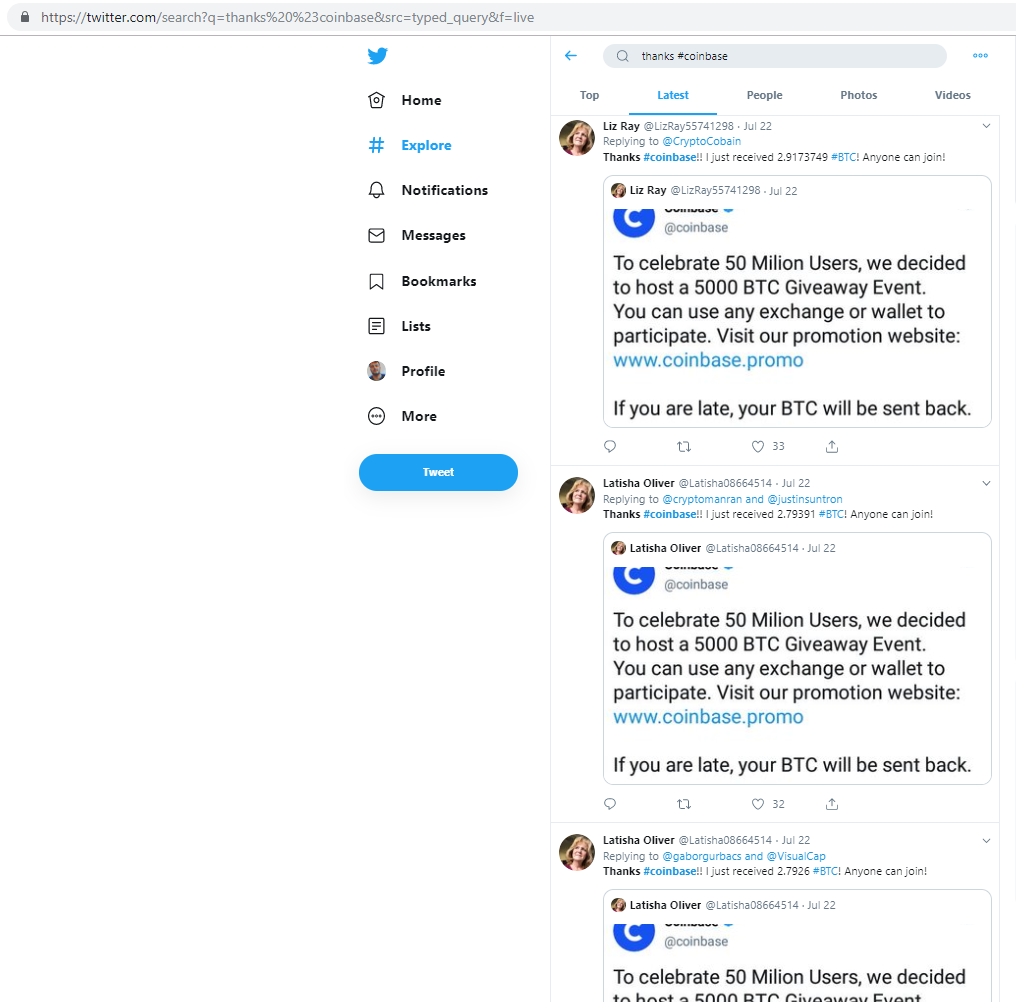 https://twitter.com/search?q=thanks%20%23coinbase&src=typed_query&f=live
Home
Explore
Notifications
Messages
Bookmarks
Lists
Profile
More
Tweet
thanks #coinbase
Top Latest People Photos Videos
Liz Ray @LizRay55741298 · Jul 22
Replying to @CryptoCobain
Thanks #coinbase!! I just received 2.9173749 #BTC! Anyone can join!
Liz Ray @LizRay55741298 · Jul 22
Coinbase
@coinbase
To celebrate 50 Milion Users, we decided
to host a 5000 BTC Giveaway Event.
You can use any exchange or wallet to
participate. Visit our promotion website:
www.coinbase.promo
If you are late, your BTC will be sent back.
33
Latisha Oliver @Latisha08664514 · Jul 22
Replying to @cryptomanran and @justinsuntron
Thanks #coinbase!! I just received 2.79391 #BTC! Anyone can join!
Latisha Oliver @Latisha08664514 · Jul 22
Coinbase
@coinbase
To celebrate 50 Milion Users, we decided
to host a 5000 BTC Giveaway Event.
You can use any exchange or wallet to
participate. Visit our promotion website:
www.coinbase.promo
If you are late, your BTC will be sent back.
32
Latisha Oliver @Latisha08664514 · Jul 22
Replying to @gaborgurbacs and @VisualCap
Thanks #coinbase!! I just received 2.7926 #BTC! Anyone can join!
Latisha Oliver @Latisha08664514 · Jul 22
Coinbase
@coinbase
To celebrate 50 Milion Users, we decided
to host a 5000 BTC Giveaway Event.